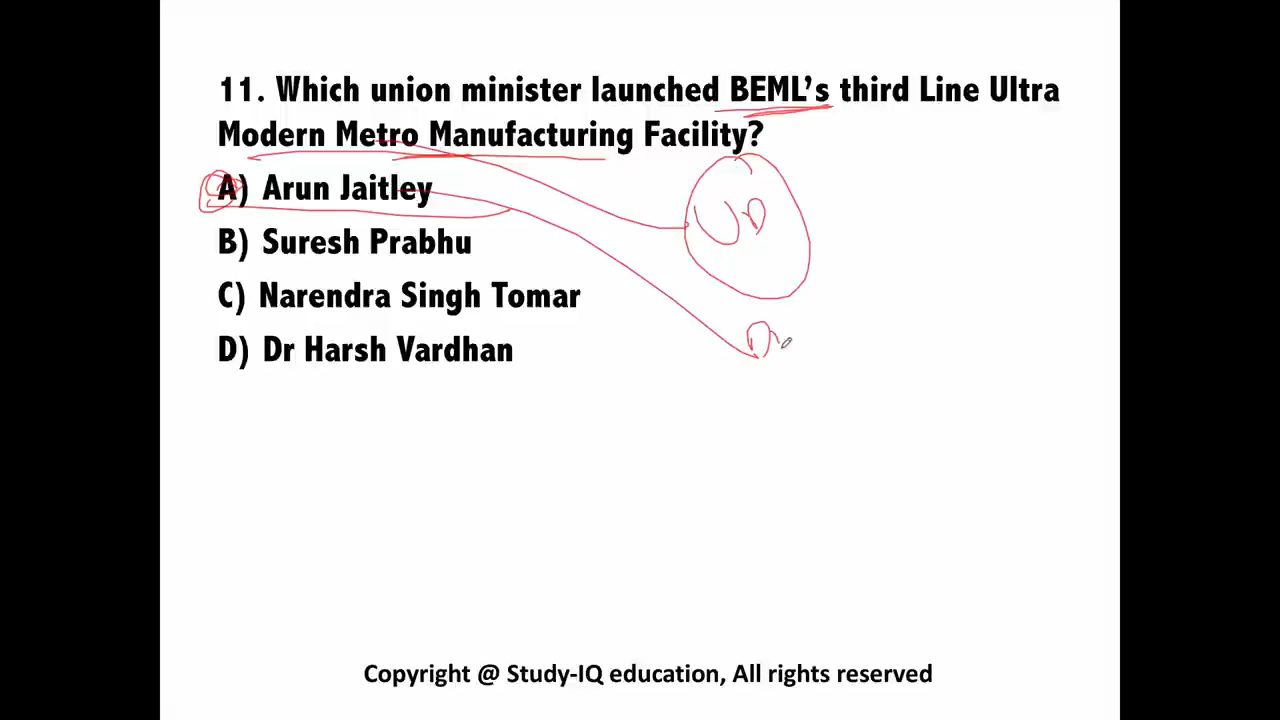 11. Which union minister launched BEML’s third Line Ultra
Modern Metro Manufacturing Facility?
A) Arun Jaitley
UD
B) Suresh Prabhu
C) Narendra Singh Tomar
D) Dr Harsh Vardhan
Copyright @ Study-IQ education, All rights reserved